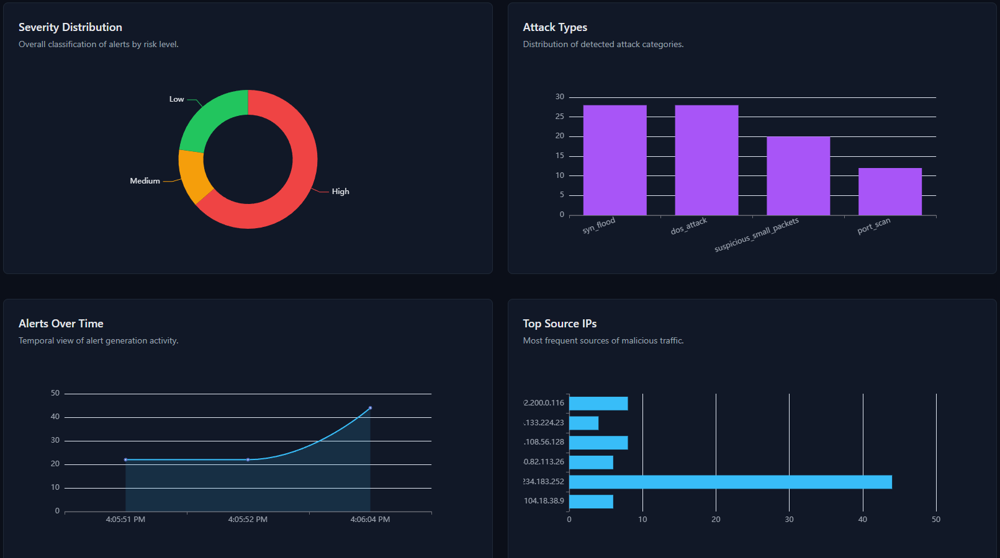 Severity Distribution
Overall classification of alerts by risk level.
Low
Medium
High
Attack Types
Distribution of detected attack categories.
30
25
20
15
10
5
0
syn_flood
dos_attack
suspicious_small_packets
port_scan
Alerts Over Time
Temporal view of alert generation activity.
50
40
30
20
10
0
4:05:51 PM
4:05:52 PM
4:06:04 PM
Top Source IPs
Most frequent sources of malicious traffic.
2.200.0.116
.133.224.23
.108.56.128
0.82.113.26
234.183.252
104.18.38.9
0
10
20
30
40
50